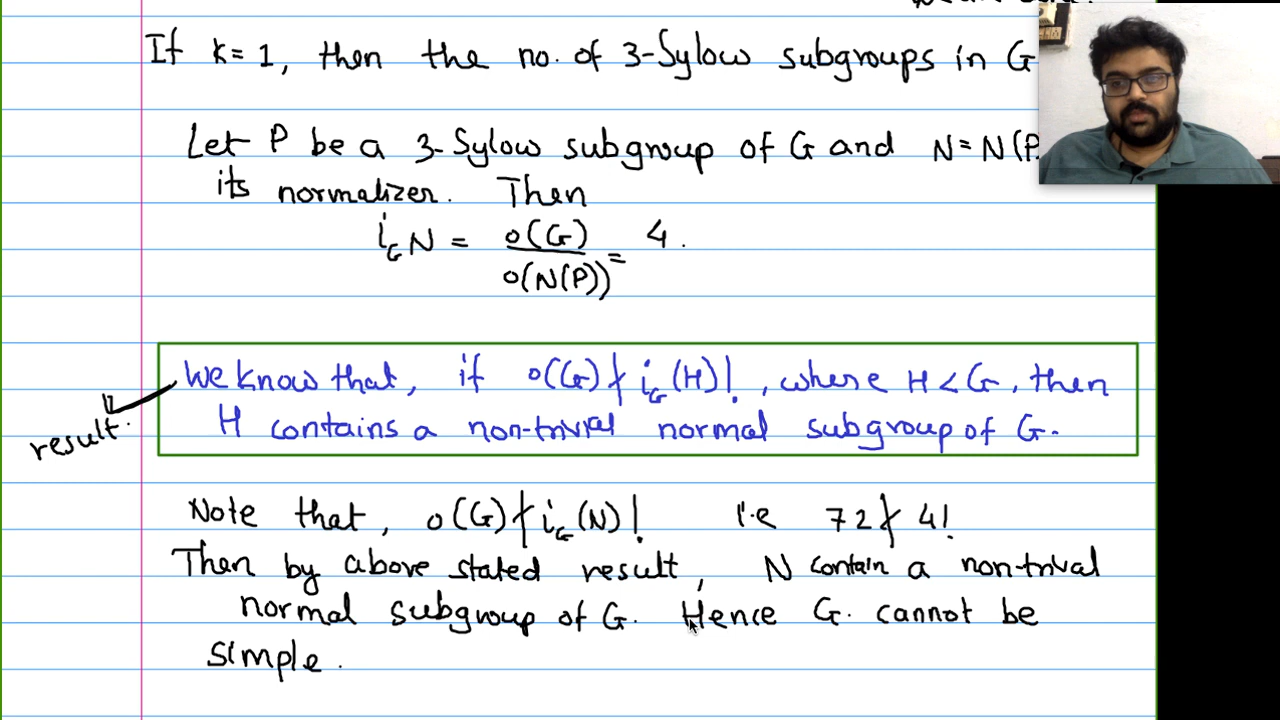 If k=1, then the no. of 3-Sylow subgroups in G
Let P be a 3-Sylow subgroup of G and N=N(P
its normalizer. Then
i_G N = o(G)/o(N(P)) = 4.
We know that, if o(G) ∤ i_G(H)!, where H<G, then
H contains a non-trivial normal subgroup of G.
result.
Note that, o(G) ∤ i_G(N)! i.e 72 ∤ 4!
Then by above stated result, N contain a non-trival
normal subgroup of G. Hence G. cannot be
simple.